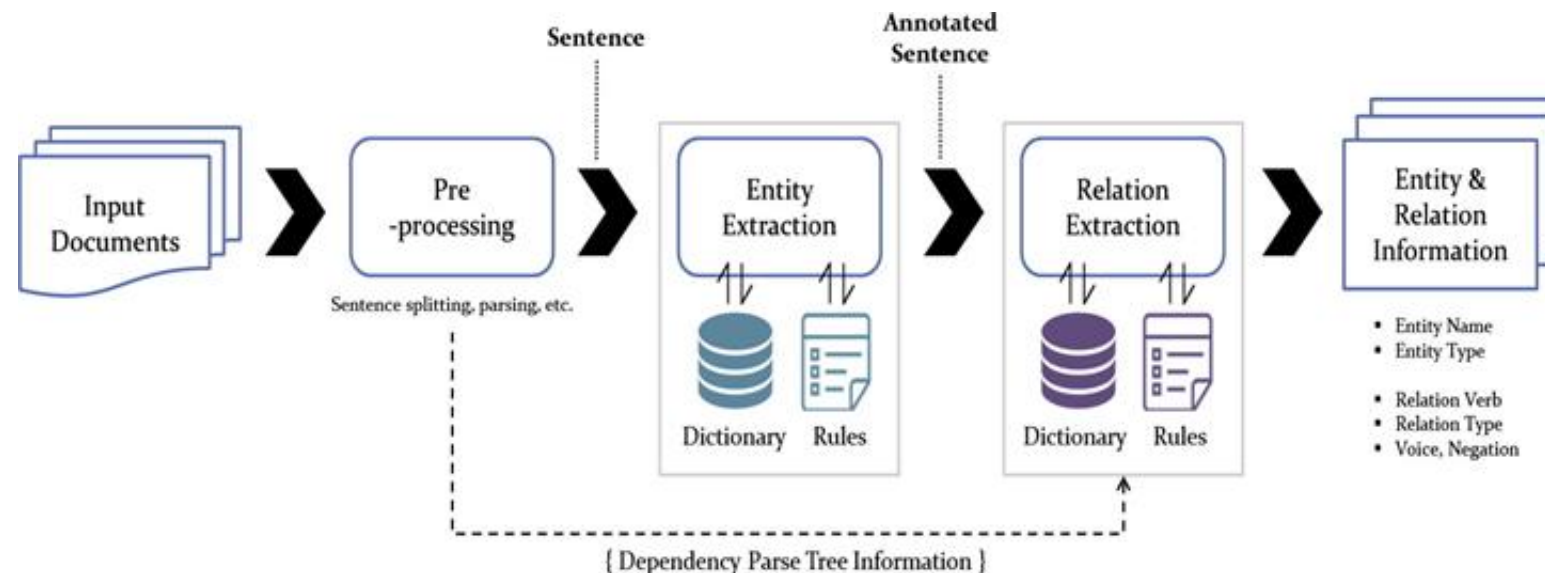 Sentence
Annotated
Sentence
Input
Documents
Pre
-processing
Sentence splitting, parsing, etc.
Entity
Extraction
Dictionary
Rules
Relation
Extraction
Dictionary
Rules
Entity &
Relation
Information
▪ Entity Name
▪ Entity Type
▪ Relation Verb
▪ Relation Type
▪ Voice, Negation
{ Dependency Parse Tree Information }